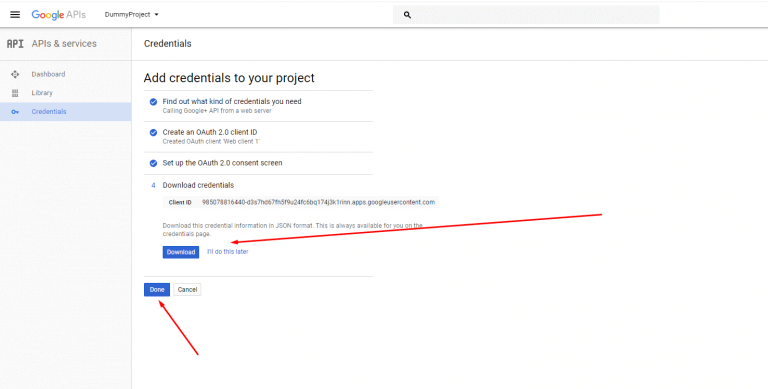 Google APIs
DummyProject
API APIs & services
Credentials
Dashboard
Library
Credentials
Add credentials to your project
Find out what kind of credentials you need
Calling Google+ API from a web server
Create an OAuth 2.0 client ID
Created OAuth client 'Web client 1'
Set up the OAuth 2.0 consent screen
4 Download credentials
Client ID 985078816440-d3s7hd67fh5f9u24fc6bq174j3k1rinn.apps.googleusercontent.com
Download this credential information in JSON format. This is always available for you on the
credentials page.
Download I'll do this later
Done Cancel